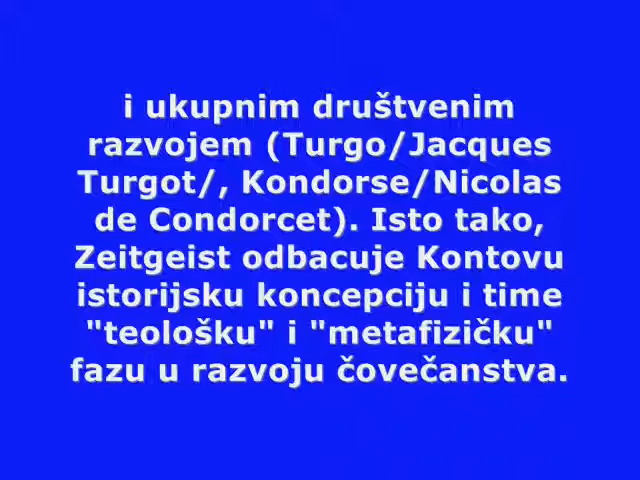 i ukupnim društvenim
razvojem (Turgo/Jacques
Turgot/, Kondorse/Nicolas
de Condorcet). Isto tako,
Zeitgeist odbacuje Kontovu
istorijsku koncepciju i time
"teološku" i "metafizičku"
fazu u razvoju čovečanstva.